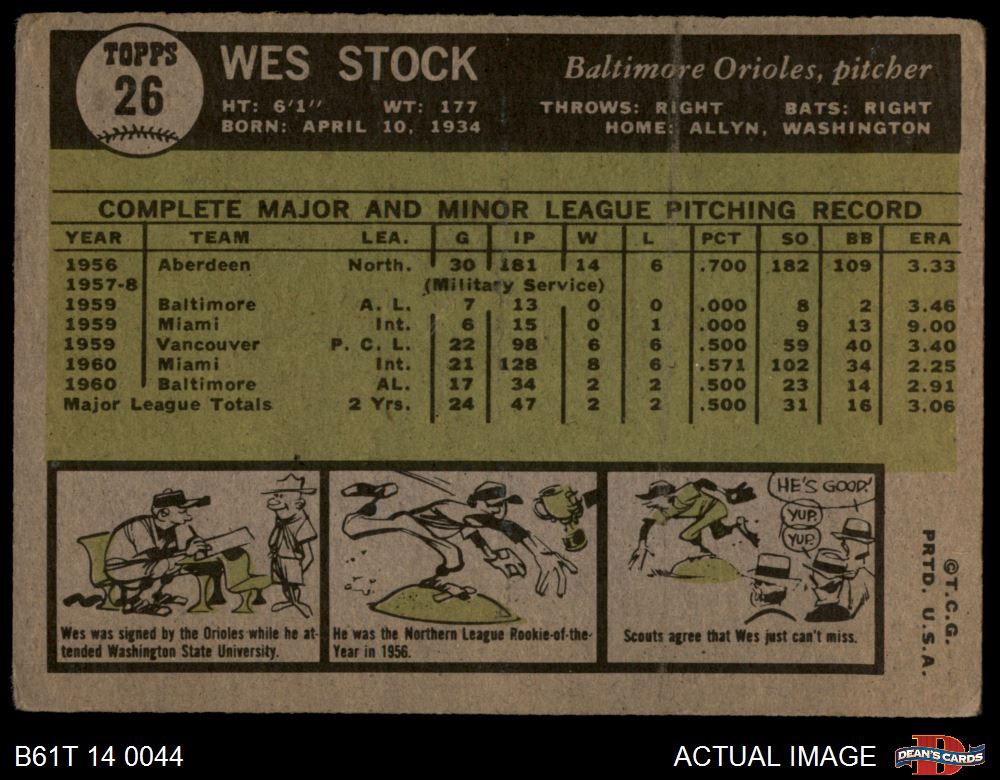 TOPPS
26
WES STOCK
Baltimore Orioles, pitcher
HT: 6'1" WT: 177 THROWS: RIGHT BATS: RIGHT
BORN: APRIL 10, 1934 HOME: ALLYN, WASHINGTON
COMPLETE MAJOR AND MINOR LEAGUE PITCHING RECORD
YEAR TEAM LEA. G IP W L PCT SO BB ERA
1956 Aberdeen North. 30 181 14 6 .700 182 109 3.33
1957-8 (Military Service)
1959 Baltimore A. L. 7 13 0 0 .000 8 2 3.46
1959 Miami Int. 6 15 0 1 .000 9 13 9.00
1959 Vancouver P. C. L. 22 98 6 6 .500 59 40 3.40
1960 Miami Int. 21 128 8 6 .571 102 34 2.25
1960 Baltimore AL. 17 34 2 2 .500 23 14 2.91
Major League Totals 2 Yrs. 24 47 2 2 .500 31 16 3.06
Wes was signed by the Orioles while he at-
tended Washington State University.
He was the Northern League Rookie-of-the-
Year in 1956.
HE'S GOOD!
YUP.
YUP.
Scouts agree that Wes just can't miss.
©T.C.G.
PRTD. U.S.A.
B61T 14 0044
ACTUAL IMAGE
D
DEAN'S CARDS